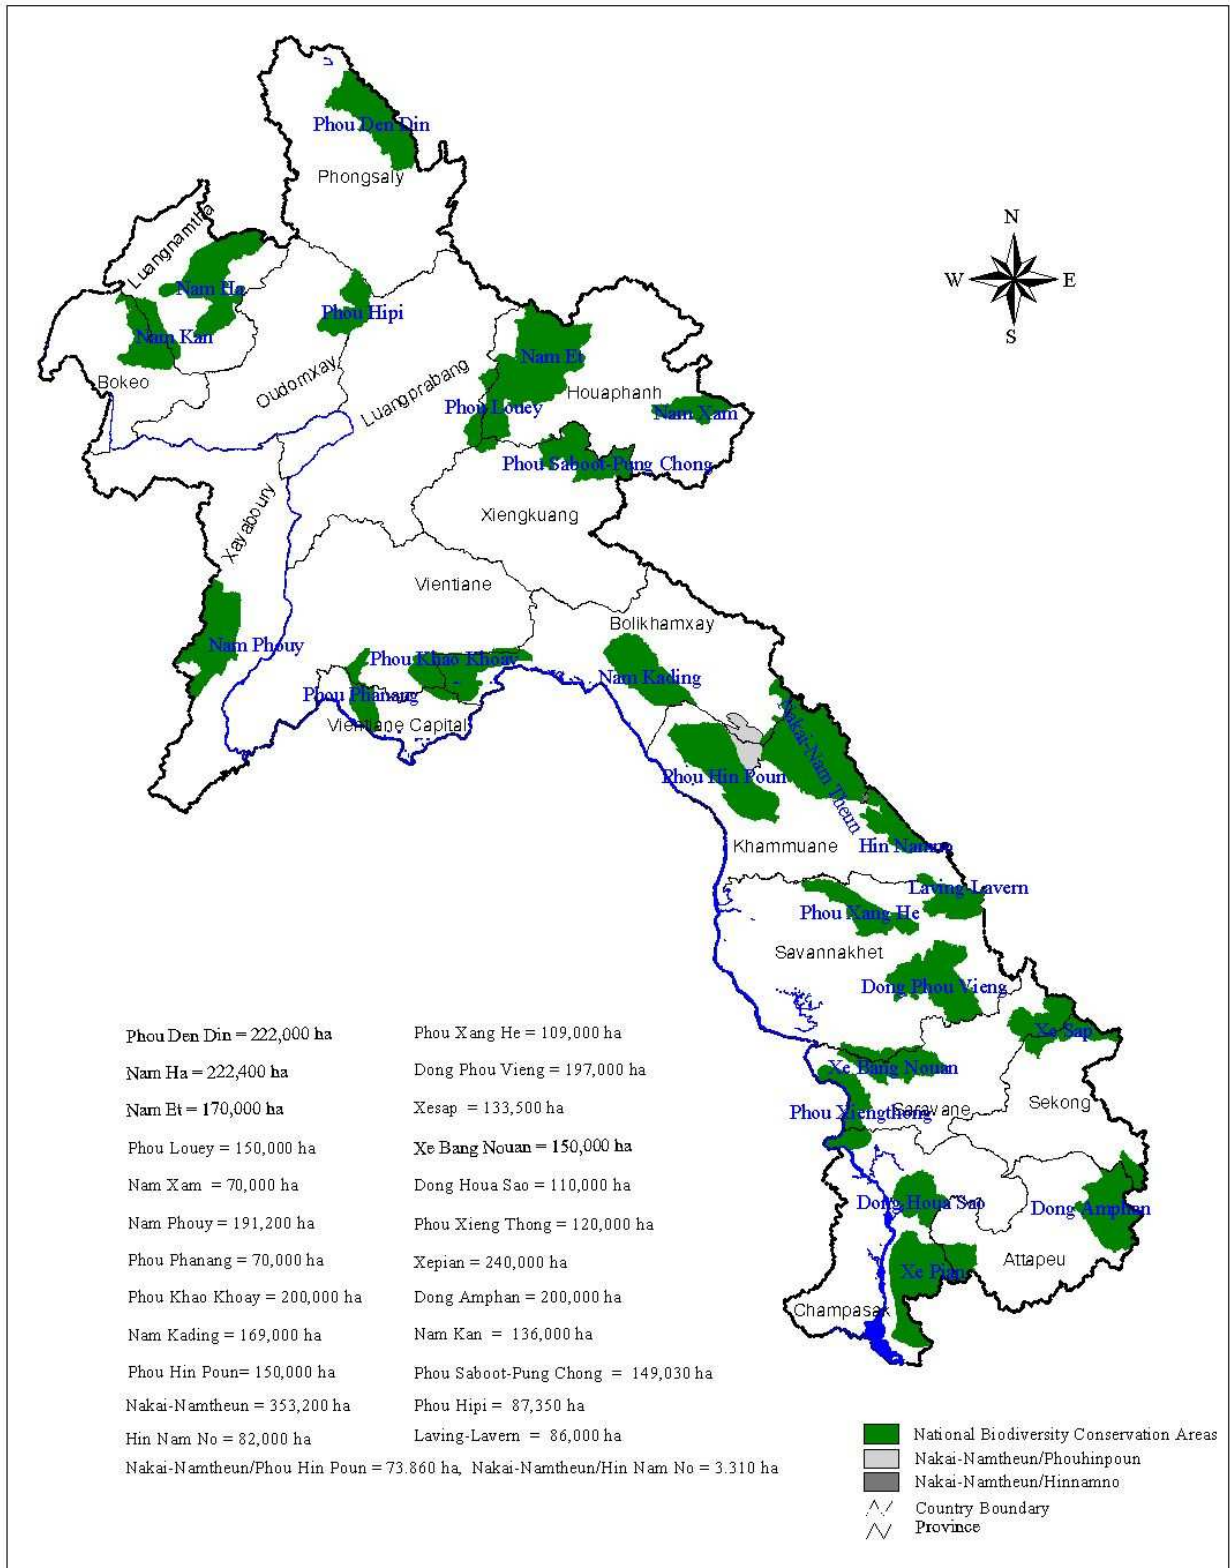 N
W
E
S
Phou Den Din
Phongsaly
Luangnamtha
Nam Ha
Nam Kan
Bokeo
Phou Hipi
Oudomxay
Luangprabang
Nam Et
Houaphanh
Phou Louey
Nam Xam
Phou Saboot-Pung Chong
Xiengkuang
Xayaboury
Vientiane
Bolikhamxay
Nam Phouy
Phou Khao Khoay
Nam Kading
Phou Phanang
Vientiane Capital
Nakai-Nam Theun
Phou Hin Poun
Khammuane
Hin Namno
Laving-Lavern
Phou Xang He
Savannakhet
Dong Phou Vieng
Xe Sap
Xe Bang Nouan
Phou Xiengthong
Saravane
Sekong
Dong Houa Sao
Dong Amphan
Xe Pian
Attapeu
Champasak
Phou Den Din = 222,000 ha
Nam Ha = 222,400 ha
Nam Et = 170,000 ha
Phou Louey = 150,000 ha
Nam Xam = 70,000 ha
Nam Phouy = 191,200 ha
Phou Phanang = 70,000 ha
Phou Khao Khoay = 200,000 ha
Nam Kading = 169,000 ha
Phou Hin Poun= 150,000 ha
Nakai-Namtheun = 353,200 ha
Hin Nam No = 82,000 ha
Phou Xang He = 109,000 ha
Dong Phou Vieng = 197,000 ha
Xesap = 133,500 ha
Xe Bang Nouan = 150,000 ha
Dong Houa Sao = 110,000 ha
Phou Xieng Thong = 120,000 ha
Xepian = 240,000 ha
Dong Amphan = 200,000 ha
Nam Kan = 136,000 ha
Phou Saboot-Pung Chong = 149,030 ha
Phou Hipi = 87,350 ha
Laving-Lavern = 86,000 ha
Nakai-Namtheun/Phou Hin Poun = 73.860 ha, Nakai-Namtheun/Hin Nam No = 3.310 ha
National Biodiversity Conservation Areas
Nakai-Namtheun/Phouhinpoun
Nakai-Namtheun/Hinnamno
Country Boundary
Province